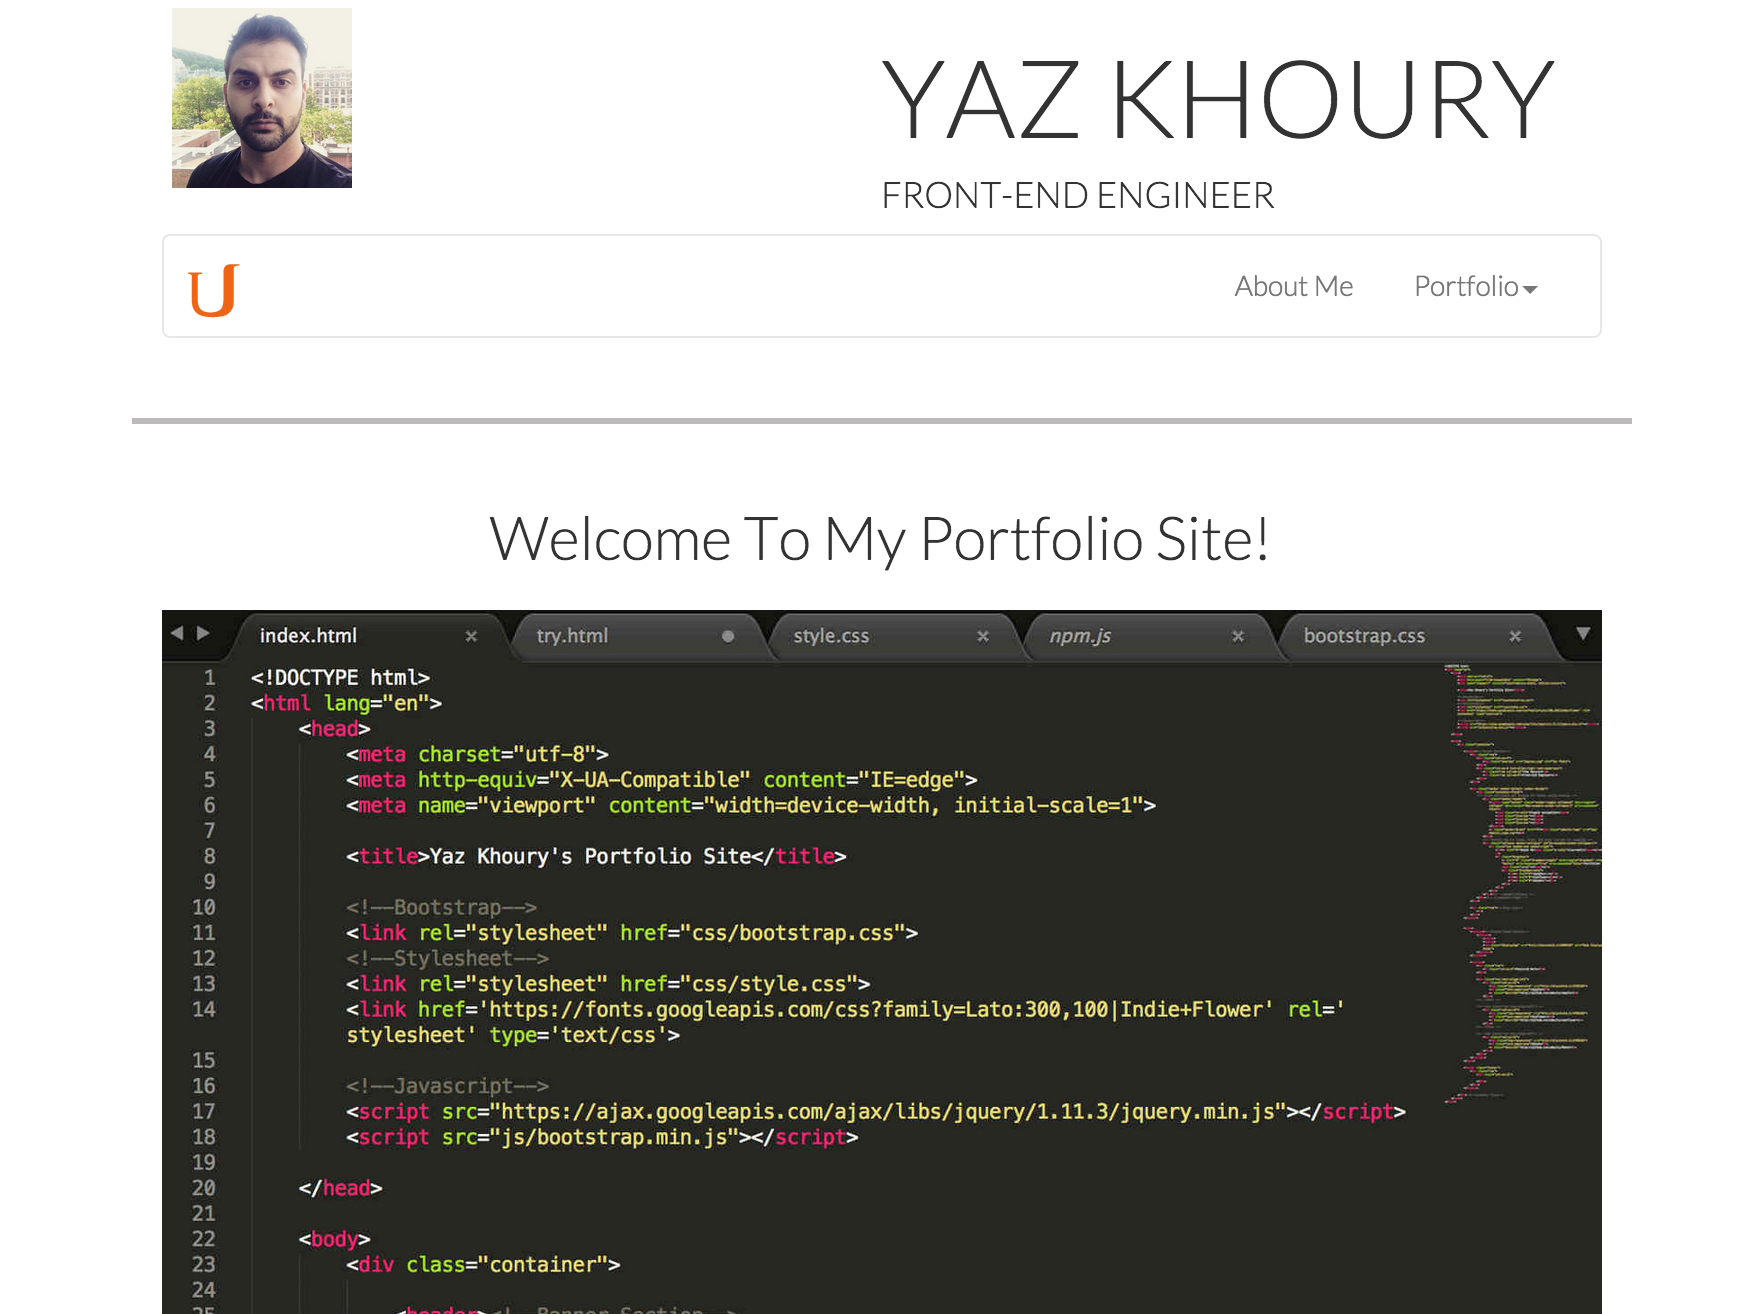 YAZ KHOURY
FRONT-END ENGINEER
U
About Me
Portfolio
Welcome To My Portfolio Site!
index.html × try.html style.css × npm.js × bootstrap.css ×
1 <!DOCTYPE html>
2 <html lang="en">
3 <head>
4 <meta charset="utf-8">
5 <meta http-equiv="X-UA-Compatible" content="IE=edge">
6 <meta name="viewport" content="width=device-width, initial-scale=1">
7
8 <title>Yaz Khoury's Portfolio Site</title>
9
10 <!--Bootstrap-->
11 <link rel="stylesheet" href="css/bootstrap.css">
12 <!--Stylesheet-->
13 <link rel="stylesheet" href="css/style.css">
14 <link href='https://fonts.googleapis.com/css?family=Lato:300,100|Indie+Flower' rel='
stylesheet' type='text/css'>
15
16 <!--Javascript-->
17 <script src="https://ajax.googleapis.com/ajax/libs/jquery/1.11.3/jquery.min.js"></script>
18 <script src="js/bootstrap.min.js"></script>
19
20 </head>
21
22 <body>
23 <div class="container">
24
25 <header><!--Banner Section-->